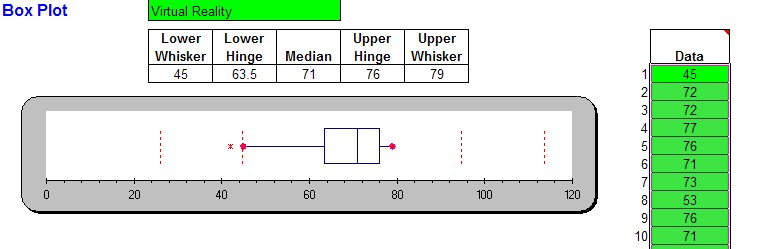 Box Plot
Virtual Reality
Lower Whisker Lower Hinge Median Upper Hinge Upper Whisker
45 63.5 71 76 79
0 20 40 60 80 100 120
Data
1 45
2 72
3 72
4 77
5 76
6 71
7 73
8 53
9 76
10 71